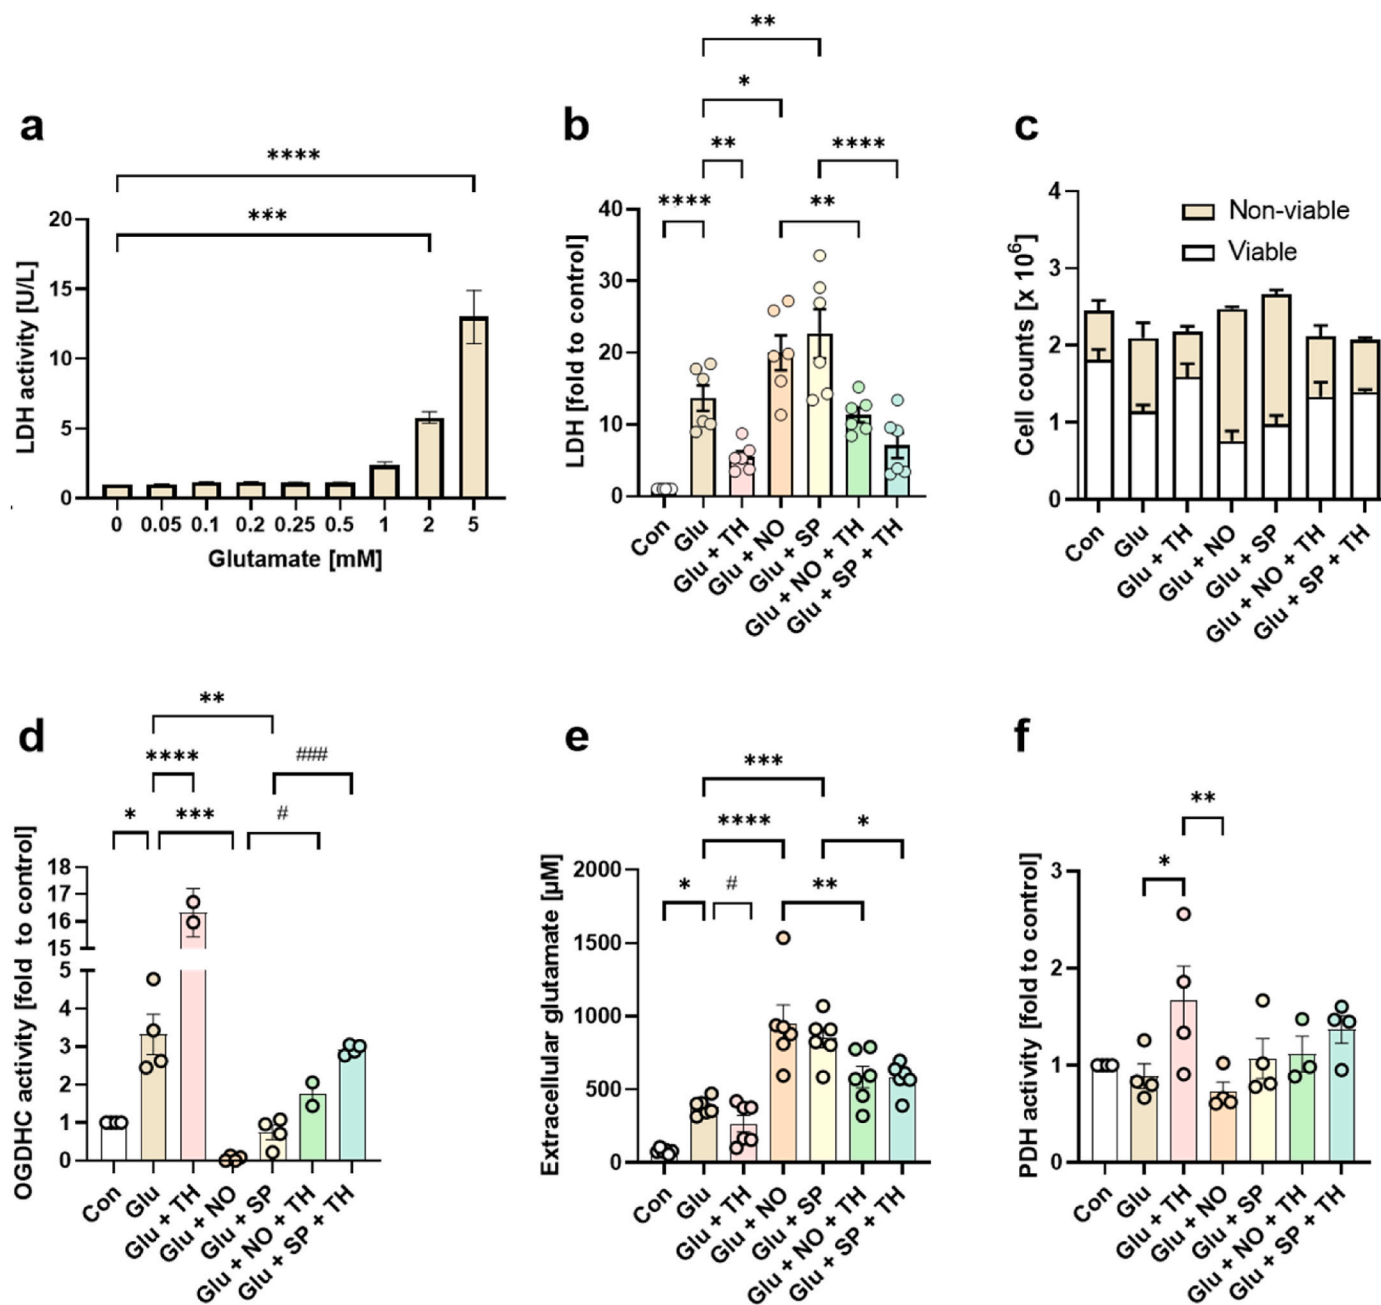 a
****
***
20
15
10
5
0
LDH activity [U/L]
0 0.05 0.1 0.2 0.25 0.5 1 2 5
Glutamate [mM]
b
**
*
** ****
**** **
40
30
20
10
0
LDH [fold to control]
Con Glu Glu + TH Glu + NO Glu + SP Glu + NO + TH Glu + SP + TH
c
4
3
2
1
0
Cell counts [x 10⁶]
Non-viable
Viable
Con Glu Glu + TH Glu + NO Glu + SP Glu + NO + TH Glu + SP + TH
d
**
**** ###
* *** #
18
17
16
15
5
4
3
2
1
0
OGDHC activity [fold to control]
Con Glu Glu + TH Glu + NO Glu + SP Glu + NO + TH Glu + SP + TH
e
***
**** *
* # **
2000
1500
1000
500
0
Extracellular glutamate [µM]
Con Glu Glu + TH Glu + NO Glu + SP Glu + NO + TH Glu + SP + TH
f
**
*
3
2
1
0
PDH activity [fold to control]
Con Glu Glu + TH Glu + NO Glu + SP Glu + NO + TH Glu + SP + TH